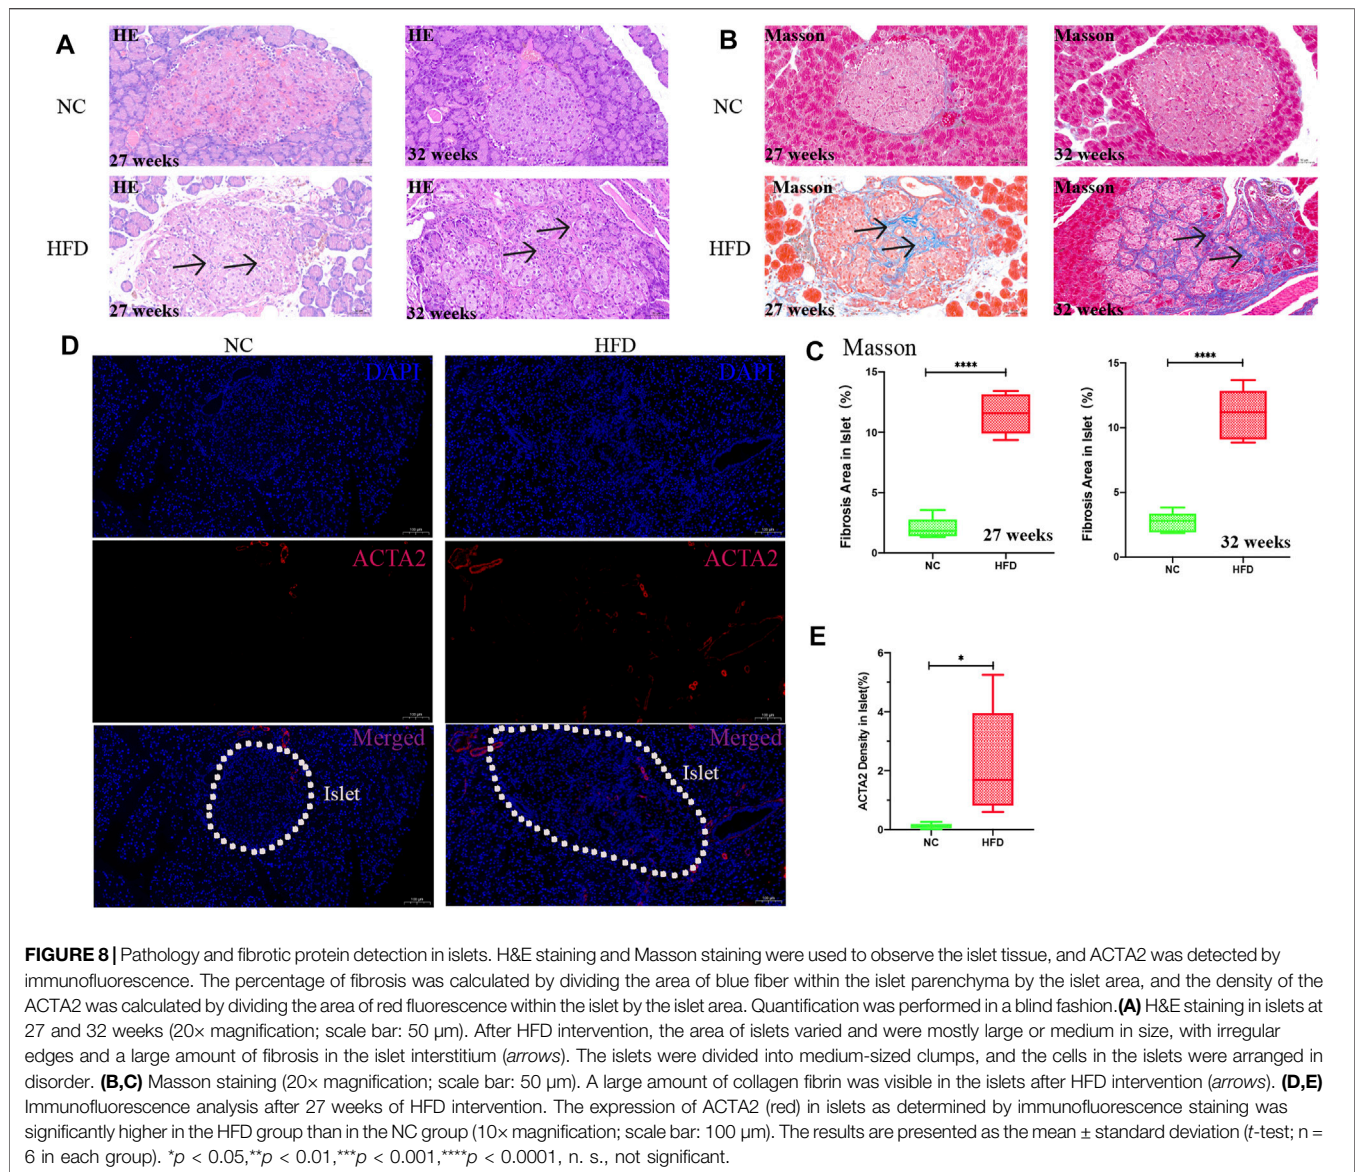 A
HE
27 weeks
HE
32 weeks
NC
HE
27 weeks
HE
32 weeks
HFD
B
Masson
27 weeks
Masson
32 weeks
NC
Masson
27 weeks
Masson
32 weeks
HFD
D
NC
HFD
DAPI
100 μm
DAPI
100 μm
ACTA2
100 μm
ACTA2
100 μm
Merged
Islet
100 μm
Merged
Islet
100 μm
C
Masson
Fibrosis Area in Islet (%)
15
10
5
0
****
27 weeks
NC
HFD
Fibrosis Area in Islet (%)
15
10
5
0
****
32 weeks
NC
HFD
E
ACTA2 Density in Islet(%)
6
4
2
0
*
NC
HFD
FIGURE 8 | Pathology and fibrotic protein detection in islets. H&E staining and Masson staining were used to observe the islet tissue, and ACTA2 was detected by
immunofluorescence. The percentage of fibrosis was calculated by dividing the area of blue fiber within the islet parenchyma by the islet area, and the density of the
ACTA2 was calculated by dividing the area of red fluorescence within the islet by the islet area. Quantification was performed in a blind fashion.(A) H&E staining in islets at
27 and 32 weeks (20× magnification; scale bar: 50 μm). After HFD intervention, the area of islets varied and were mostly large or medium in size, with irregular
edges and a large amount of fibrosis in the islet interstitium (arrows). The islets were divided into medium-sized clumps, and the cells in the islets were arranged in
disorder. (B,C) Masson staining (20× magnification; scale bar: 50 μm). A large amount of collagen fibrin was visible in the islets after HFD intervention (arrows). (D,E)
Immunofluorescence analysis after 27 weeks of HFD intervention. The expression of ACTA2 (red) in islets as determined by immunofluorescence staining was
significantly higher in the HFD group than in the NC group (10× magnification; scale bar: 100 μm). The results are presented as the mean ± standard deviation (t-test; n =
6 in each group). *p < 0.05,**p < 0.01,***p < 0.001,****p < 0.0001, n. s., not significant.